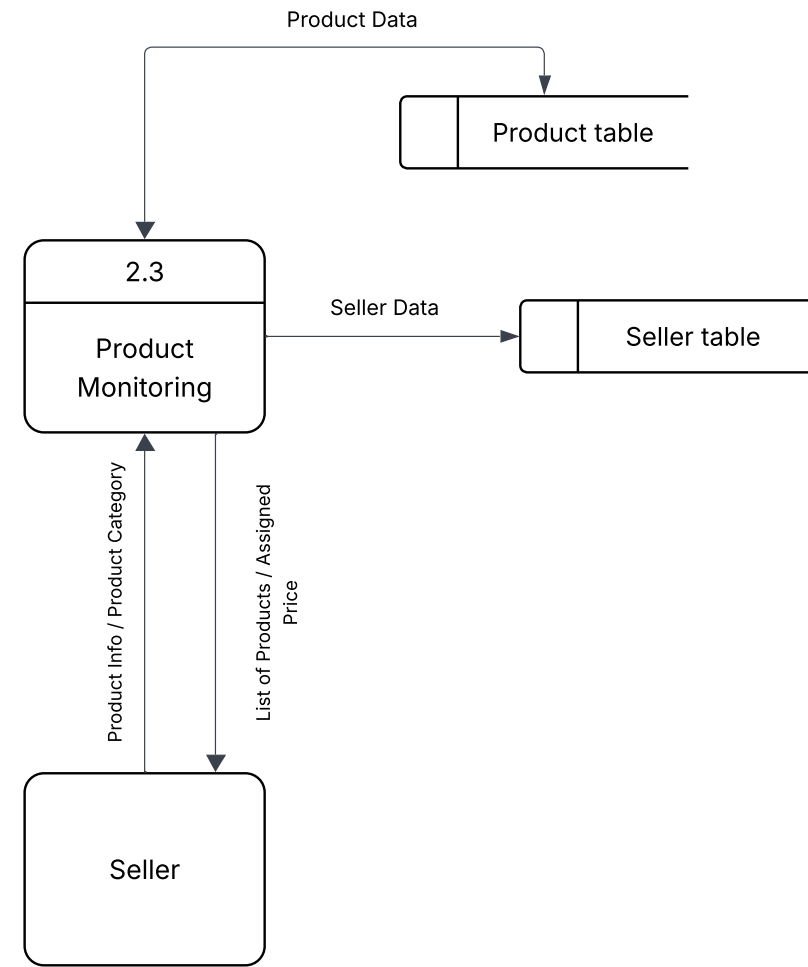 Product Data
Product table
2.3
Product
Monitoring
Seller Data
Seller table
Product Info / Product Category
List of Products / Assigned
Price
Seller